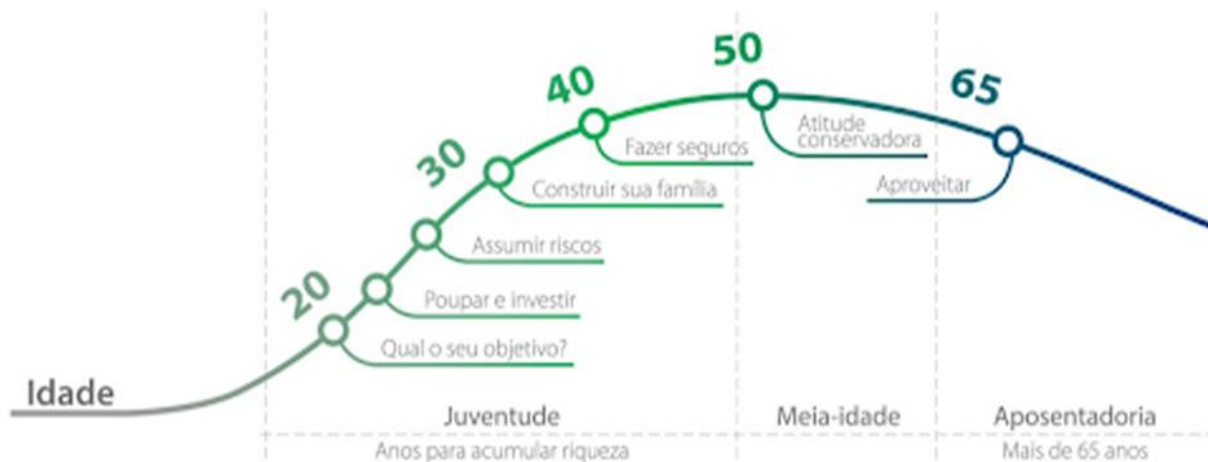 50
40
65
30
20
Atitude
conservadora
Fazer seguros
Aproveitar
Construir sua família
Assumir riscos
Poupar e investir
Qual o seu objetivo?
Idade
Juventude
Meia-idade
Aposentadoria
Anos para acumular riqueza
Mais de 65 anos